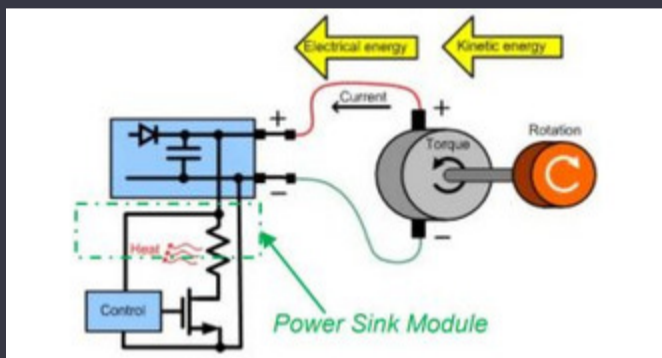 Electrical energy
Kinetic energy
Current
+
+
Rotation
Torque
−
−
Heat
Control
Power Sink Module